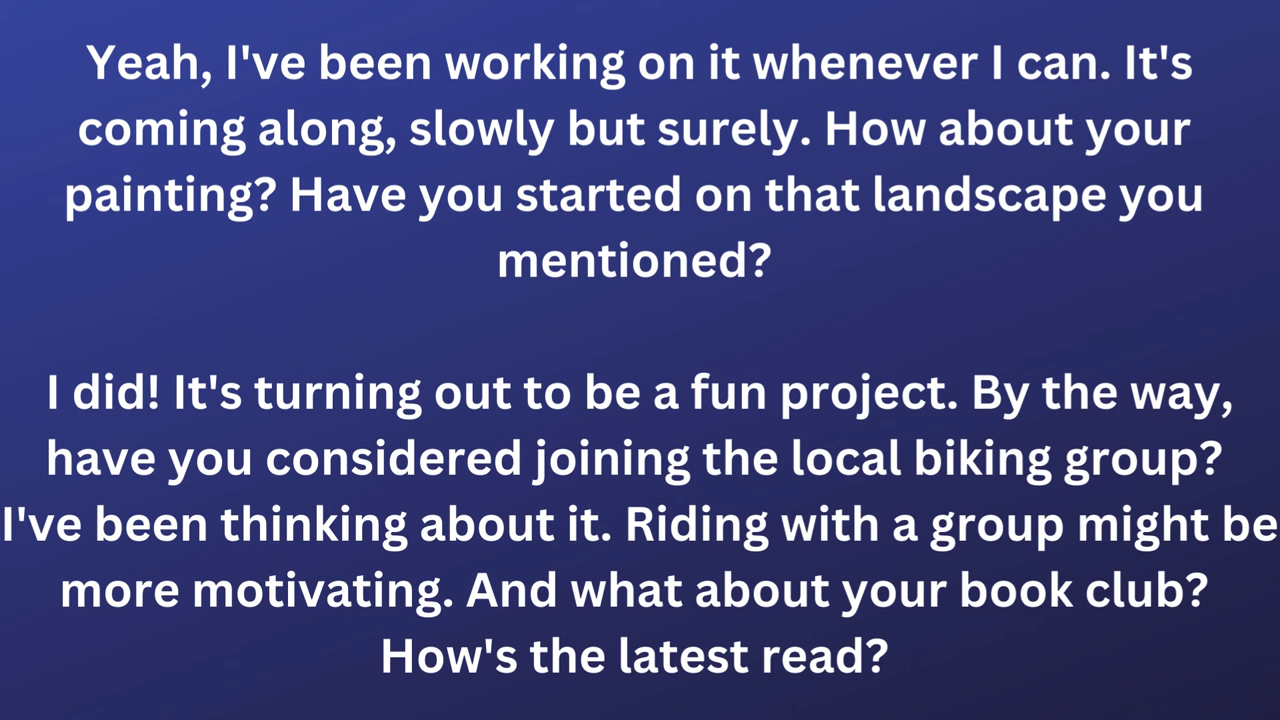 Yeah, I've been working on it whenever I can. It's
coming along, slowly but surely. How about your
painting? Have you started on that landscape you
mentioned?
I did! It's turning out to be a fun project. By the way,
have you considered joining the local biking group?
I've been thinking about it. Riding with a group might be
more motivating. And what about your book club?
How's the latest read?